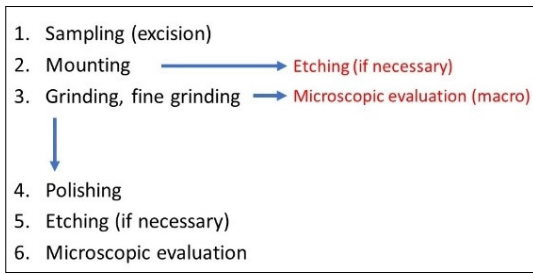 1. Sampling (excision)
2. Mounting Etching (if necessary)
3. Grinding, fine grinding Microscopic evaluation (macro)
4. Polishing
5. Etching (if necessary)
6. Microscopic evaluation